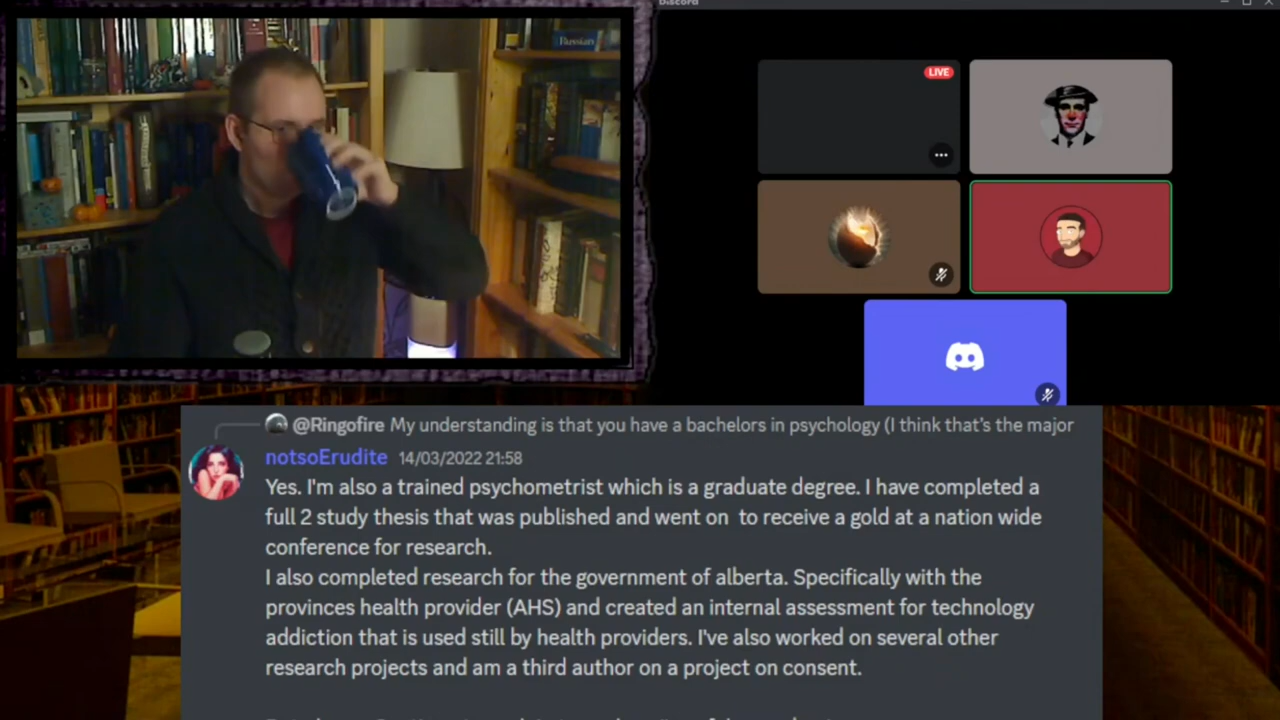 Discord
Russian
LIVE
@Ringofire My understanding is that you have a bachelors in psychology (I think that's the major
notsoErudite 14/03/2022 21:58
Yes. I'm also a trained psychometrist which is a graduate degree. I have completed a
full 2 study thesis that was published and went on to receive a gold at a nation wide
conference for research.
I also completed research for the government of alberta. Specifically with the
provinces health provider (AHS) and created an internal assessment for technology
addiction that is used still by health providers. I've also worked on several other
research projects and am a third author on a project on consent.